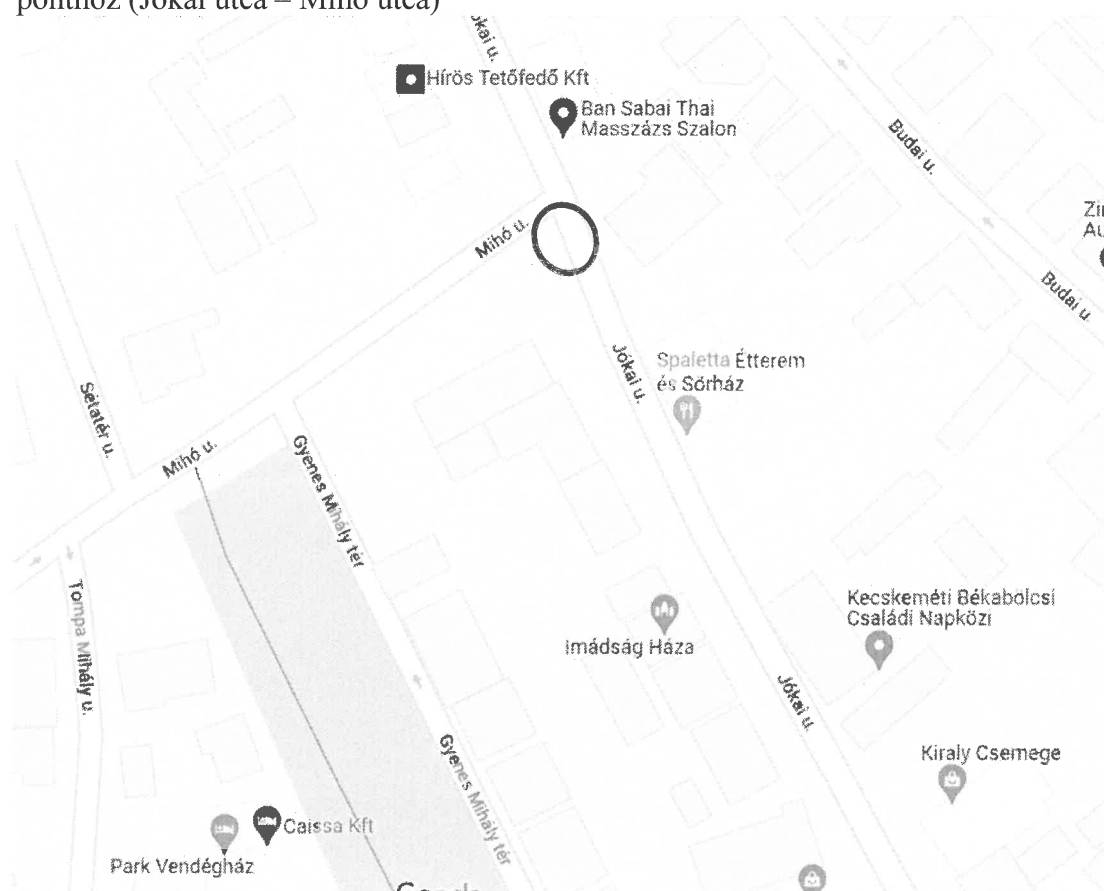 ponthoz (Jókai utca – Mihó utca)
Jókai u.
Hírös Tetőfedő Kft
Ban Sabai Thai
Masszázs Szalon
Budai u.
Mihó u.
Budai u.
Jókai u.
Spaletta Étterem
és Sörház
Sétatér u.
Mihó u.
Gyenes Mihály tér
Tompa Mihály u.
Imádság Háza
Kecskeméti Békabölcsi
Családi Napközi
Jókai u.
Gyenes Mihály tér
Kiraly Csemege
Caissa Kft
Park Vendégház